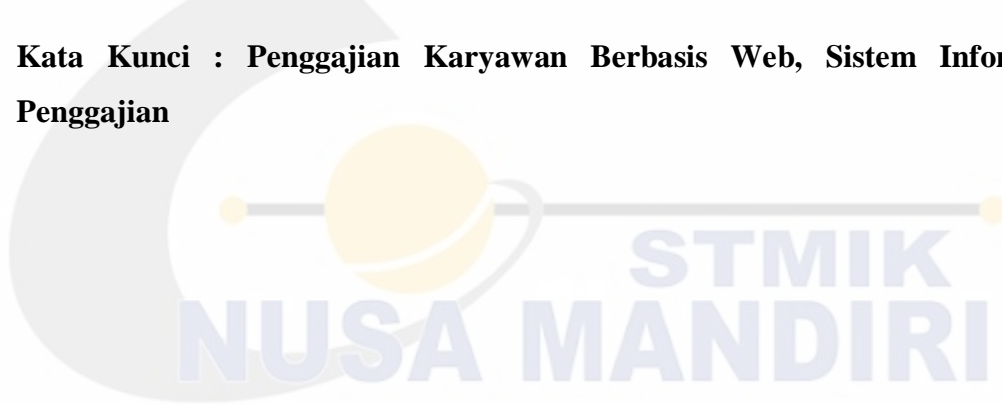 Kata Kunci : Penggajian Karyawan Berbasis Web, Sistem Infor
Penggajian
STMIK
NUSA MANDIRI